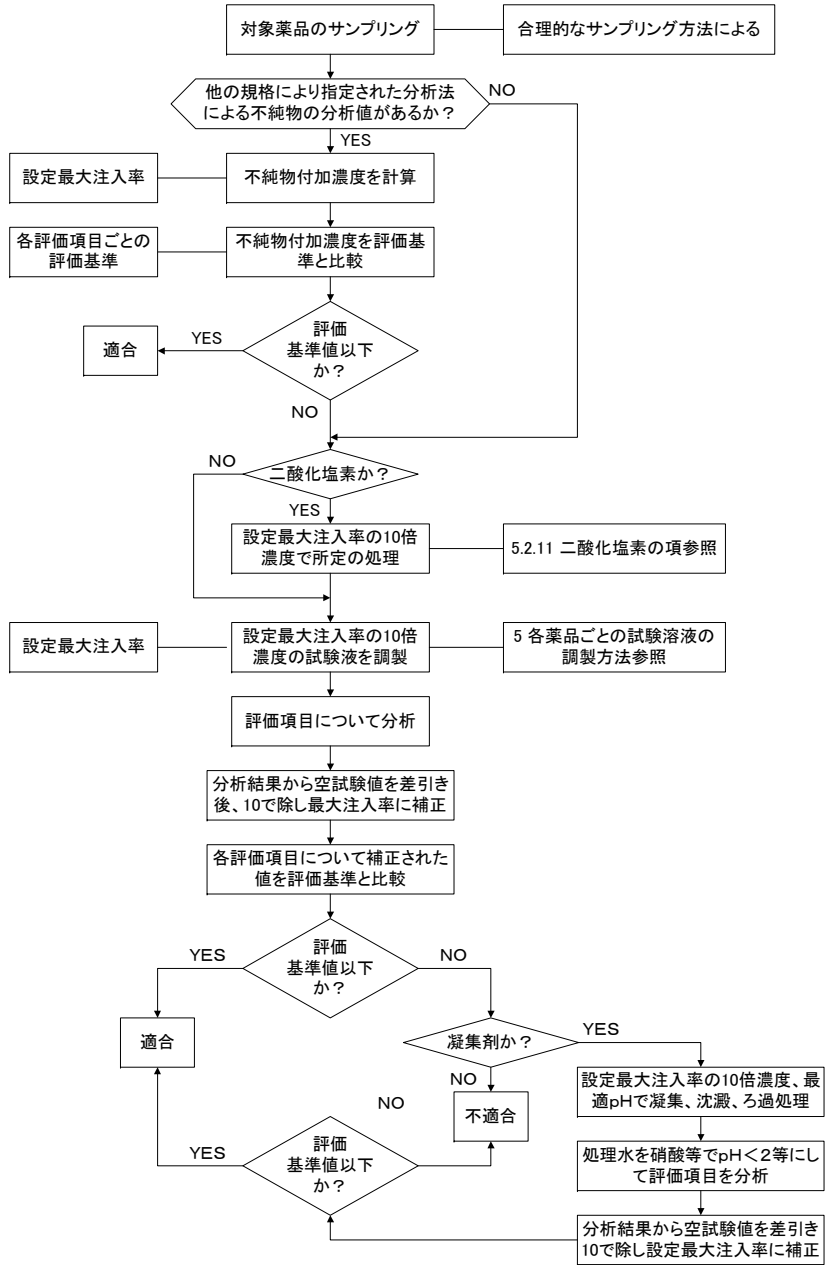 対象薬品のサンプリング
合理的なサンプリング方法による
他の規格により指定された分析法
による不純物の分析値があるか？
NO
YES
設定最大注入率
不純物付加濃度を計算
各評価項目ごとの
評価基準
不純物付加濃度を評価基
準と比較
評価
基準値以下
か？
YES
適合
NO
NO
二酸化塩素か？
YES
設定最大注入率の10倍
濃度で所定の処理
5.2.11 二酸化塩素の項参照
設定最大注入率
設定最大注入率の10倍
濃度の試験液を調製
5 各薬品ごとの試験溶液の
調製方法参照
評価項目について分析
分析結果から空試験値を差引き
後、10で除し最大注入率に補正
各評価項目について補正された
値を評価基準と比較
YES
評価
基準値以下
か？
NO
適合
凝集剤か？
YES
NO
不適合
設定最大注入率の10倍濃度、最
適pHで凝集、沈澱、ろ過処理
NO
YES
評価
基準値以下
か？
処理水を硝酸等でpH＜２等にし
て評価項目を分析
分析結果から空試験値を差引き
10で除し設定最大注入率に補正